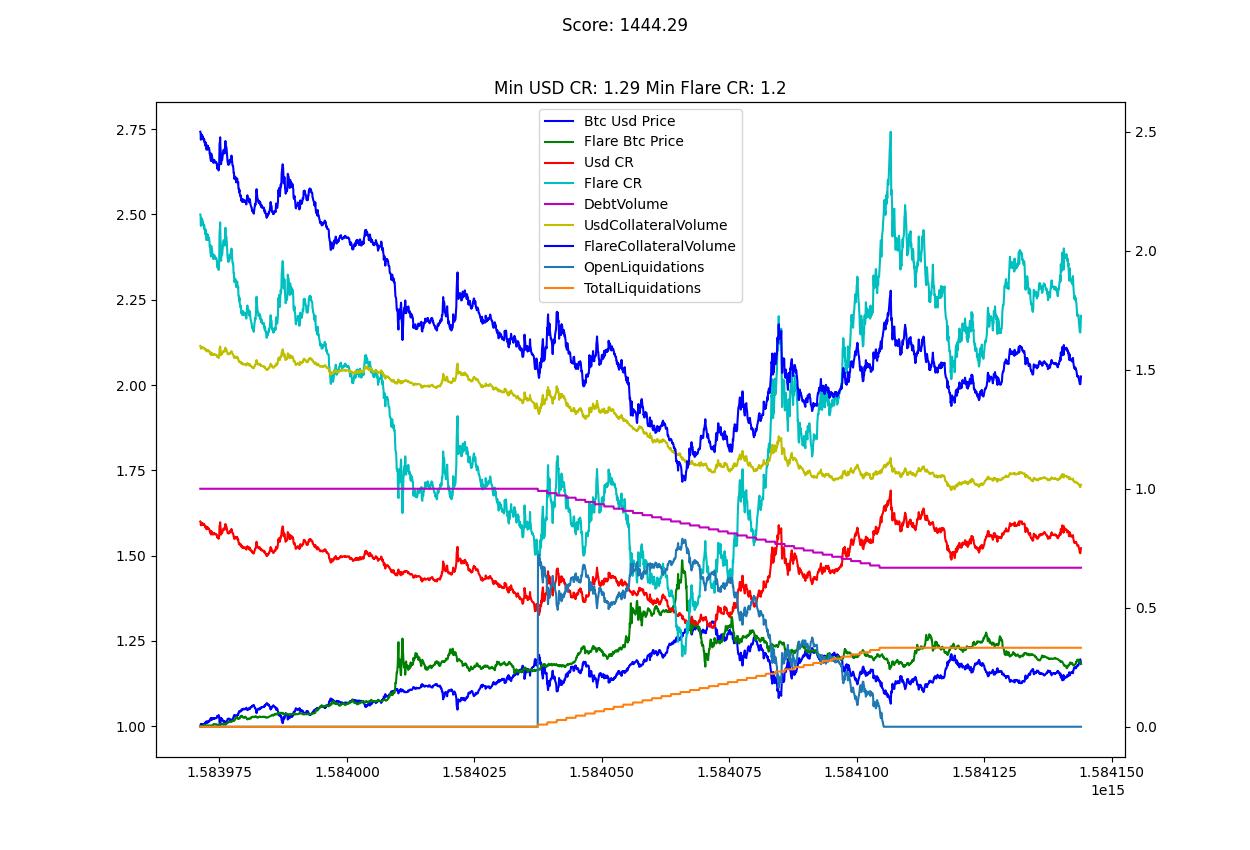 Score: 1444.29
Min USD CR: 1.29 Min Flare CR: 1.2
Btc Usd Price
Flare Btc Price
Usd CR
Flare CR
DebtVolume
UsdCollateralVolume
FlareCollateralVolume
OpenLiquidations
TotalLiquidations
2.75
2.50
2.25
2.00
1.75
1.50
1.25
1.00
2.5
2.0
1.5
1.0
0.5
0.0
1.583975 1.584000 1.584025 1.584050 1.584075 1.584100 1.584125 1.584150
1e15